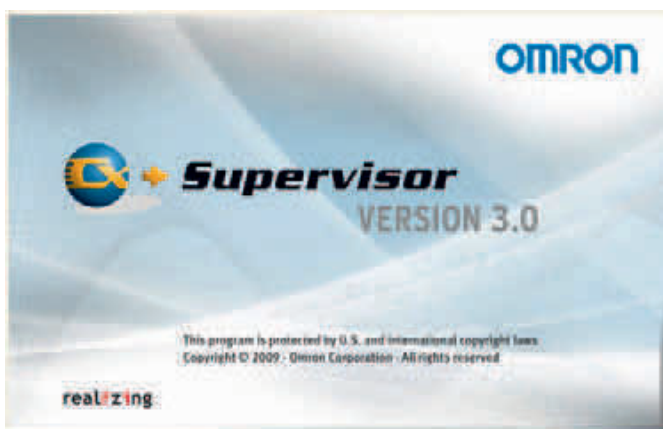 OMRON
Cx + Supervisor
VERSION 3.0
This program is protected by U.S. and international copyright laws
Copyright © 2009 - Omron Corporation - All rights reserved
realizing